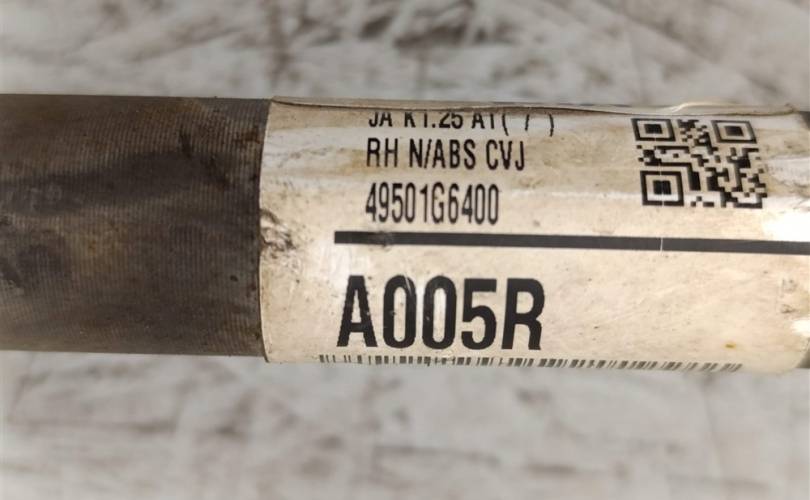 JA K1.25 AT( 7 )
RH N/ABS CVJ
49501G6400
A005R